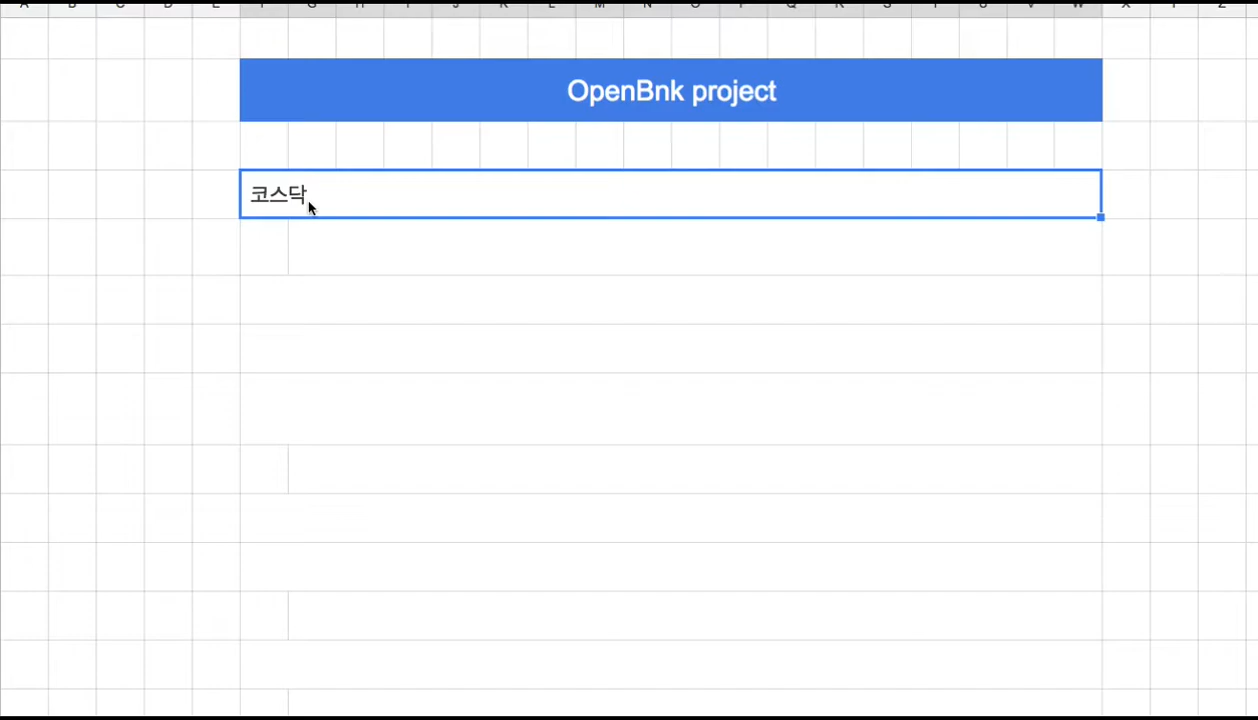 OpenBnk project
코스닥